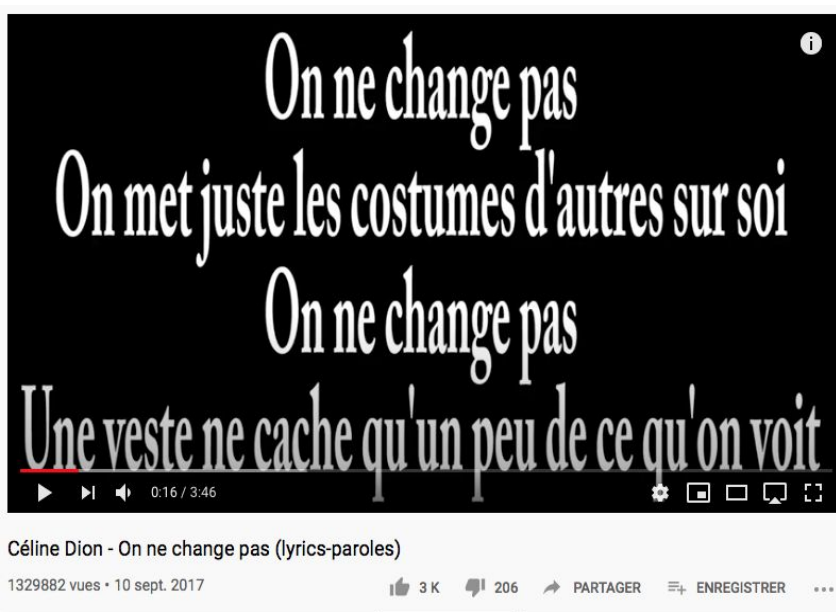 On ne change pas
On met juste les costumes d'autres sur soi
On ne change pas
Une veste ne cache qu'un peu de ce qu'on voit
0:16 / 3:46
Céline Dion - On ne change pas (lyrics-paroles)
1329882 vues • 10 sept. 2017 3 K 206 PARTAGER ENREGISTRER